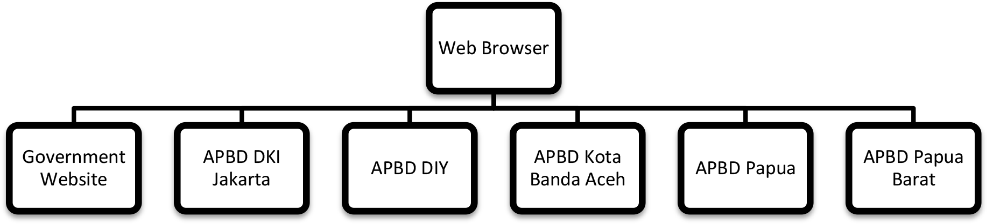 Web Browser
Government
Website
APBD DKI
Jakarta
APBD DIY
APBD Kota
Banda Aceh
APBD Papua
APBD Papua
Barat